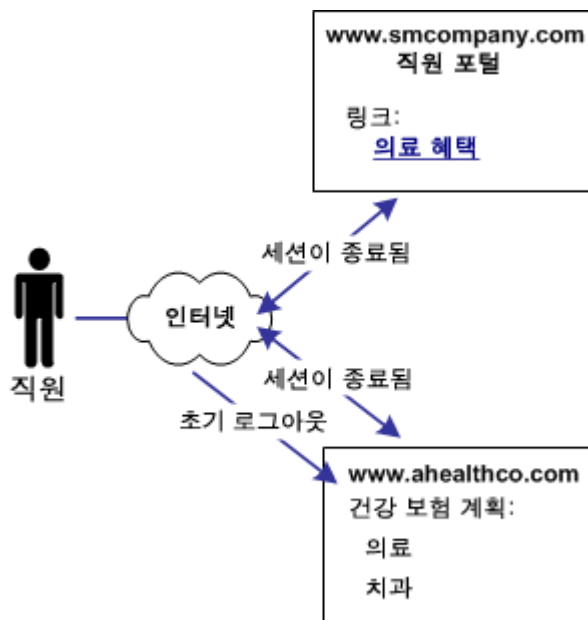 www.smcompany.com
직원 포털
링크:
의료 혜택
세션이 종료됨
인터넷
직원
세션이 종료됨
초기 로그아웃
www.ahealthco.com
건강 보험 계획:
의료
치과